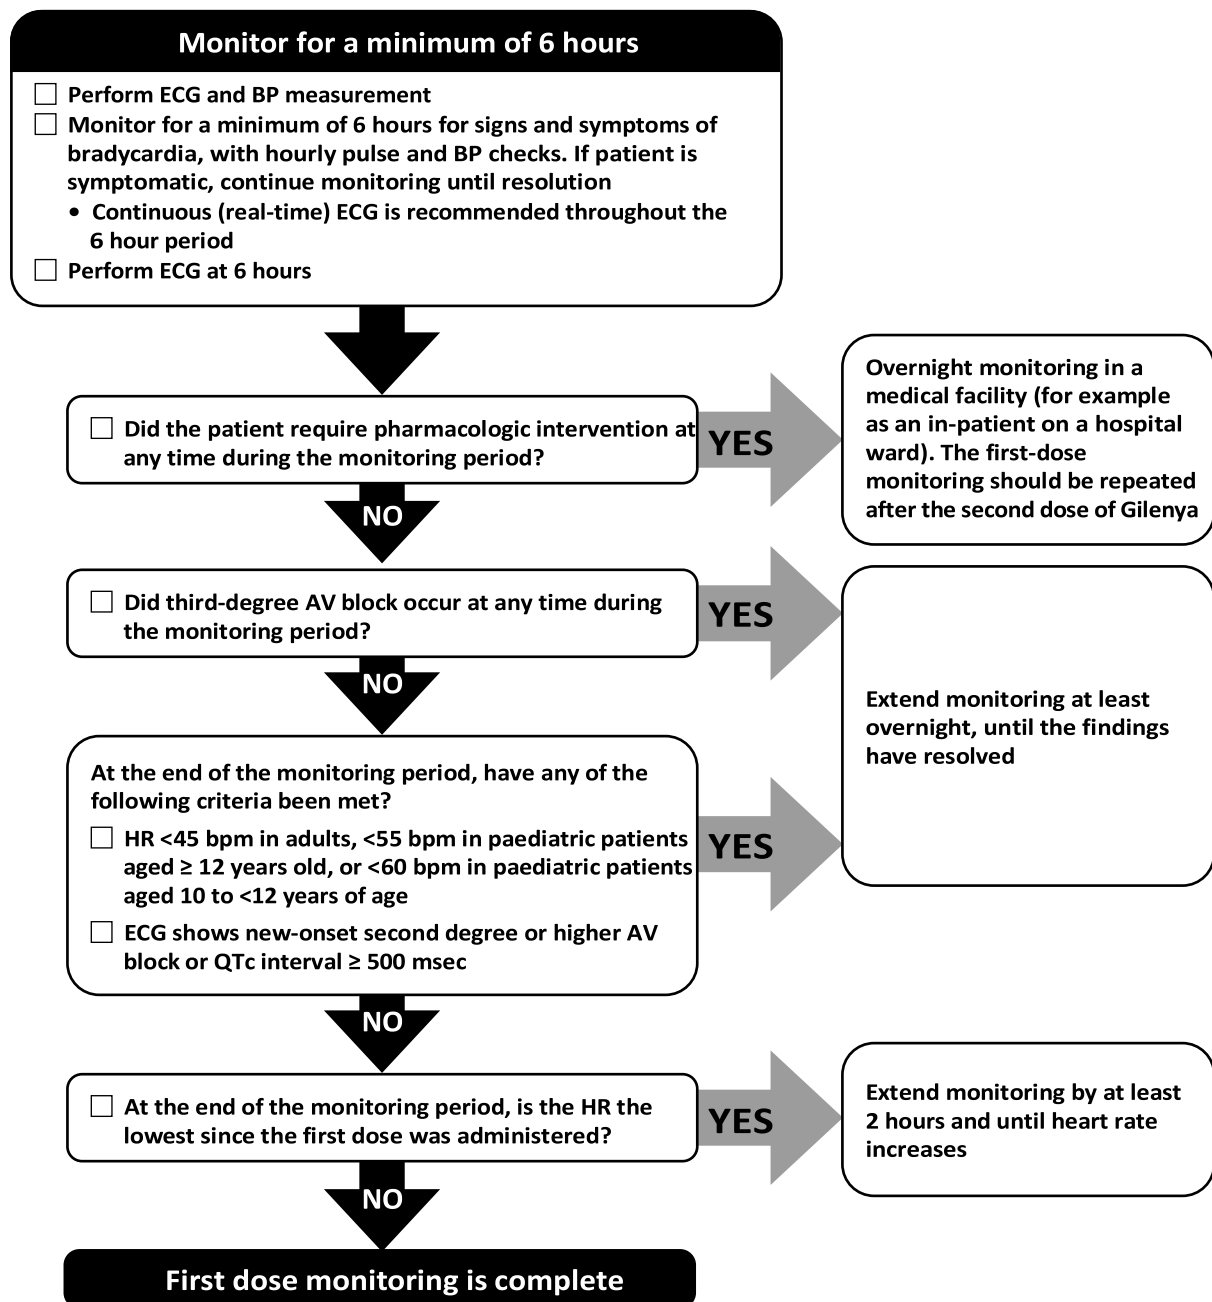 Monitor for a minimum of 6 hours
☐ Perform ECG and BP measurement
☐ Monitor for a minimum of 6 hours for signs and symptoms of
bradycardia, with hourly pulse and BP checks. If patient is
symptomatic, continue monitoring until resolution
• Continuous (real-time) ECG is recommended throughout the
6 hour period
☐ Perform ECG at 6 hours
☐ Did the patient require pharmacologic intervention at
any time during the monitoring period?
YES
Overnight monitoring in a
medical facility (for example
as an in-patient on a hospital
ward). The first-dose
monitoring should be repeated
after the second dose of Gilenya
NO
☐ Did third-degree AV block occur at any time during
the monitoring period?
YES
NO
At the end of the monitoring period, have any of the
following criteria been met?
☐ HR <45 bpm in adults, <55 bpm in paediatric patients
aged ≥ 12 years old, or <60 bpm in paediatric patients
aged 10 to <12 years of age
☐ ECG shows new-onset second degree or higher AV
block or QTc interval ≥ 500 msec
YES
Extend monitoring at least
overnight, until the findings
have resolved
NO
☐ At the end of the monitoring period, is the HR the
lowest since the first dose was administered?
YES
Extend monitoring by at least
2 hours and until heart rate
increases
NO
First dose monitoring is complete